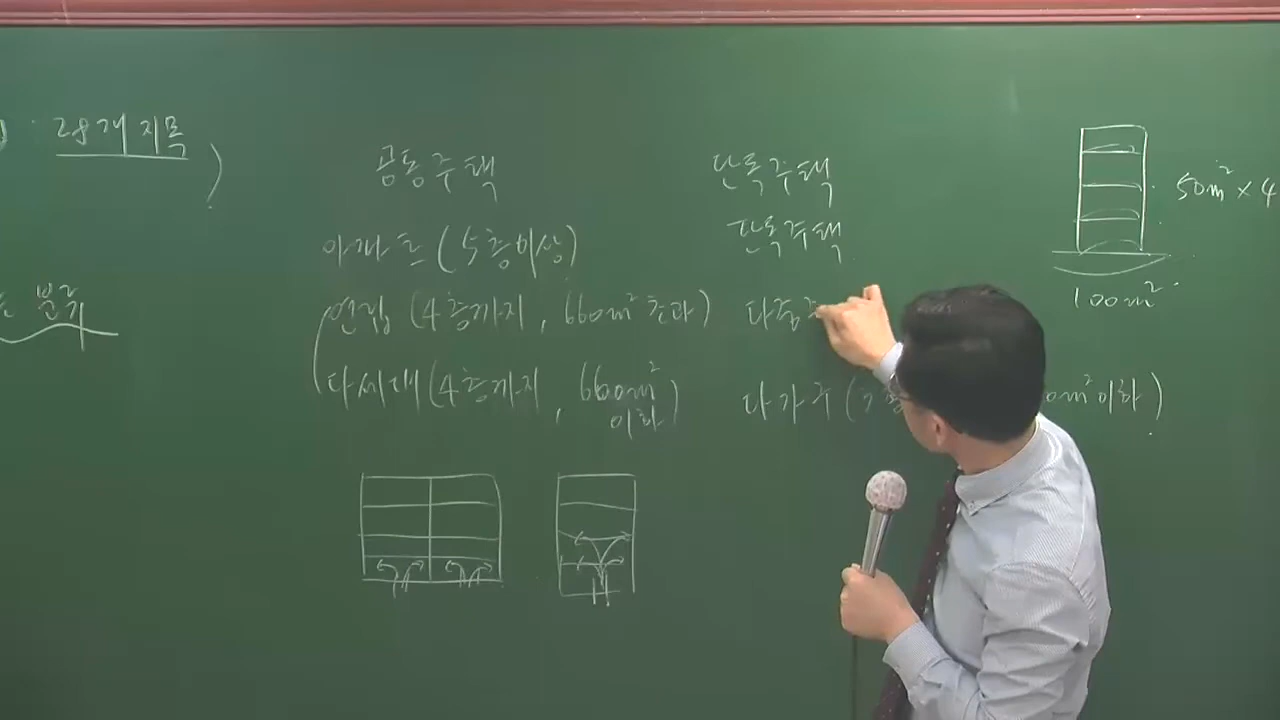 28개 지목
분류
공동주택
아파트 (5층이상)
연립 (4층까지, 660m² 초과)
다세대 (4층까지, 660m² 이하)
단독주택
단독주택
다중
다가주 (
m² 이하)
50m² × 4
100m²